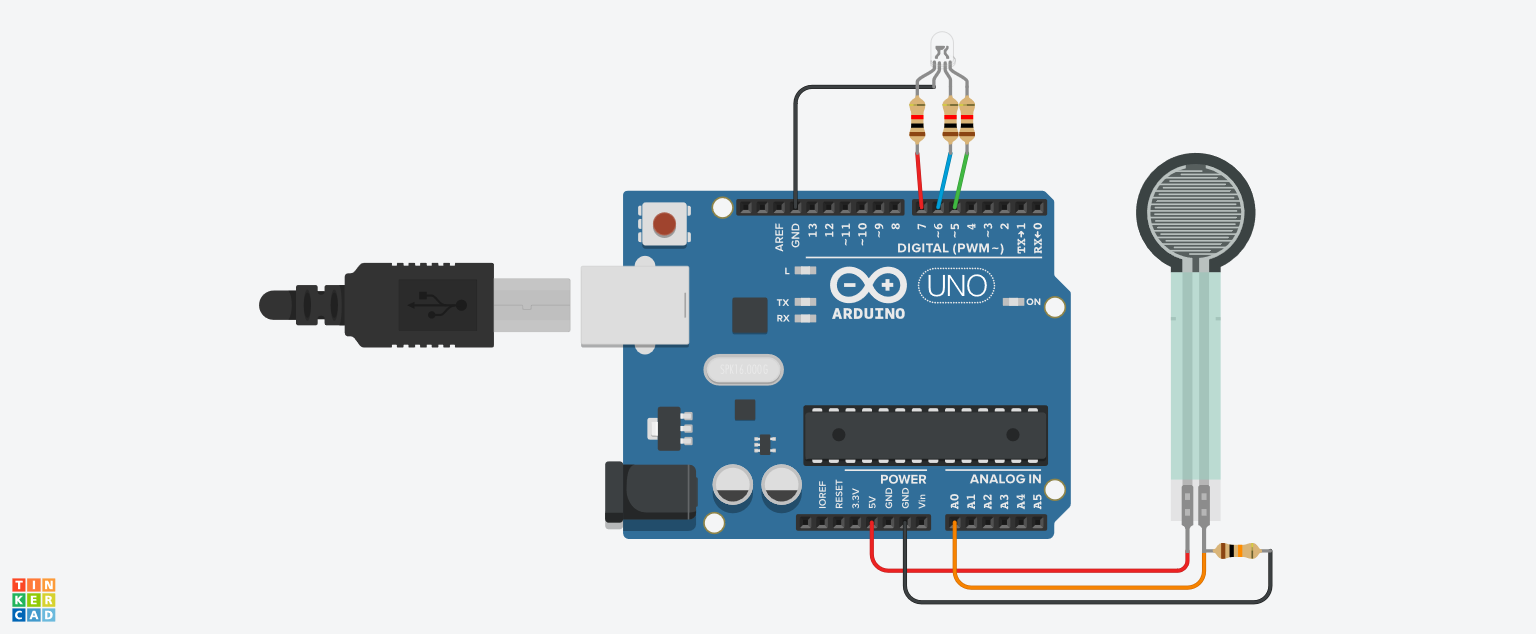 AREF
GND
13
12
~11
~10
~9
8
7
~6
~5
4
~3
2
TX→1
RX←0
DIGITAL (PWM~)
L
TX
RX
ARDUINO
UNO
ON
SPK16.000G
POWER
ANALOG IN
IOREF
RESET
3.3V
5V
GND
GND
Vin
A0
A1
A2
A3
A4
A5
TIN
KER
CAD